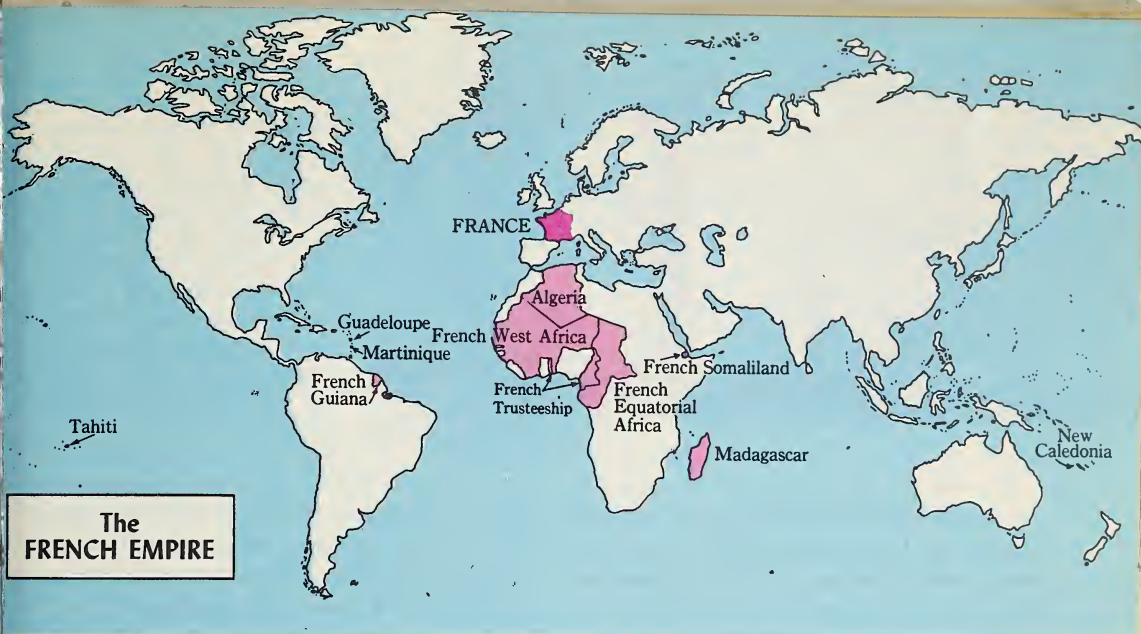 FRANCE
Algeria
Guadeloupe
French West Africa
Martinique
French Somaliland
French
Guiana
French
Trusteeship
French
Equatorial
Africa
Tahiti
Madagascar
New
Caledonia
The
FRENCH EMPIRE